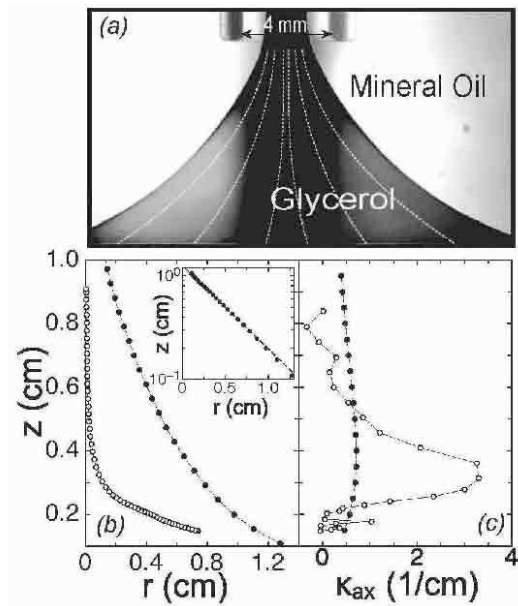 (a)
4 mm
Mineral Oil
Glycerol
1.0
0.8
0.6
0.4
0.2
z (cm)
10⁰
z (cm)
10⁻¹
0 0.5 1.0
r (cm)
(b)
(c)
0 0.4 0.8 1.2
r (cm)
0 2 4
κax (1/cm)